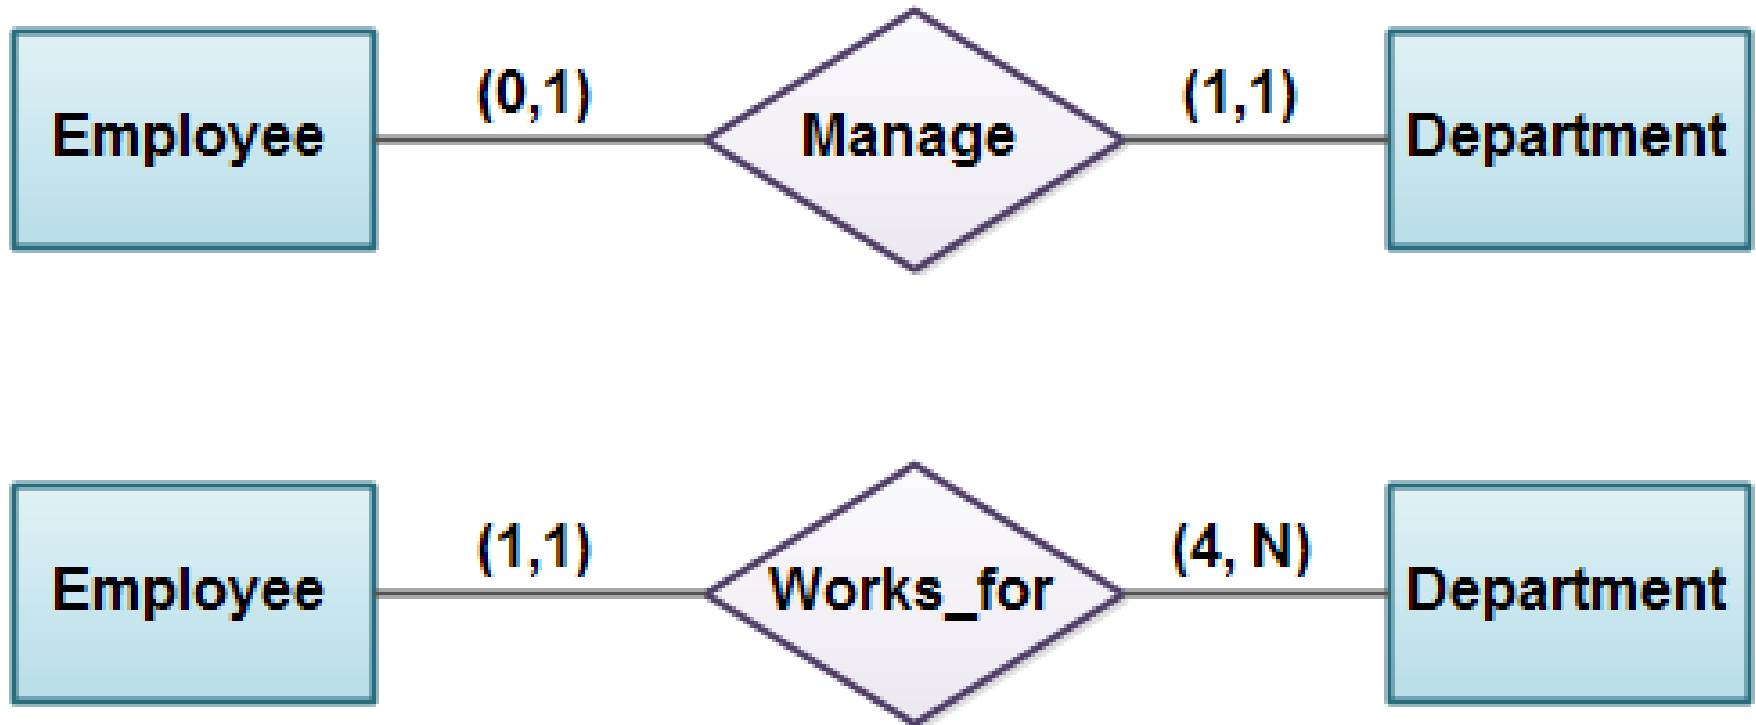 (0,1)
(1,1)
Employee
Manage
Department
(1,1)
(4, N)
Employee
Works_for
Department